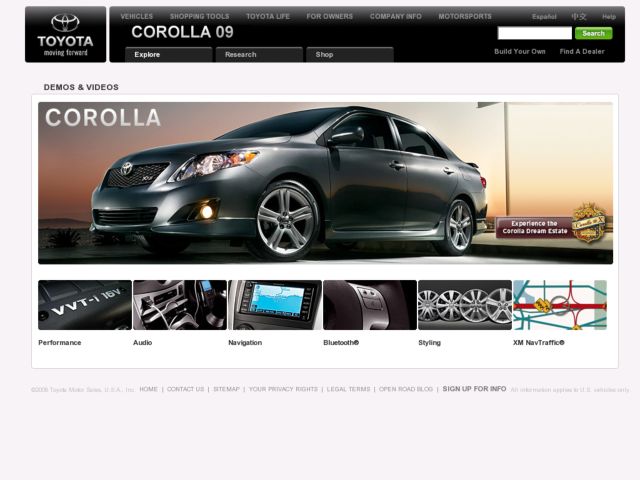 VEHICLES SHOPPING TOOLS TOYOTA LIFE FOR OWNERS COMPANY INFO MOTORSPORTS Español 中文 Help
TOYOTA
moving forward
COROLLA 09
Search
Explore Research Shop
Build Your Own Find A Dealer
DEMOS & VIDEOS
COROLLA
Experience the
Corolla Dream Estate
VVT-i 16V
Performance Audio Navigation Bluetooth® Styling XM NavTraffic®
©2008 Toyota Motor Sales, U.S.A., Inc. HOME | CONTACT US | SITEMAP | YOUR PRIVACY RIGHTS | LEGAL TERMS | OPEN ROAD BLOG | SIGN UP FOR INFO All information applies to U.S. vehicles only.